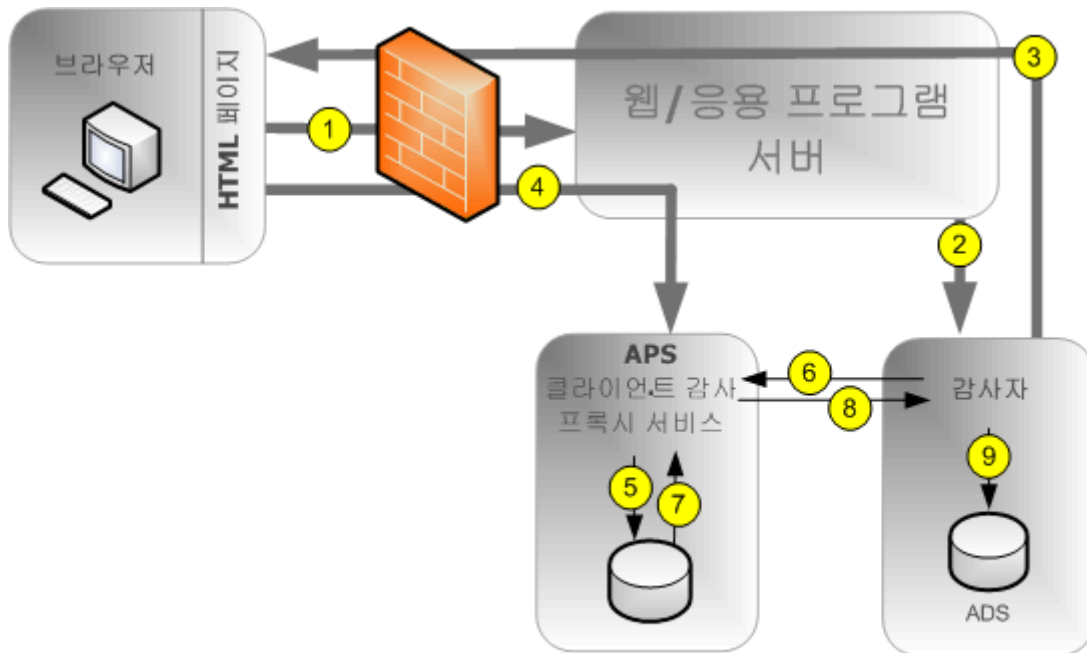 브라우저
HTML 페이지
1
웹/응용 프로그램
서버
3
4
2
APS
클라이언트 감사
프록시 서비스
6
8
감사자
5
7
9
ADS